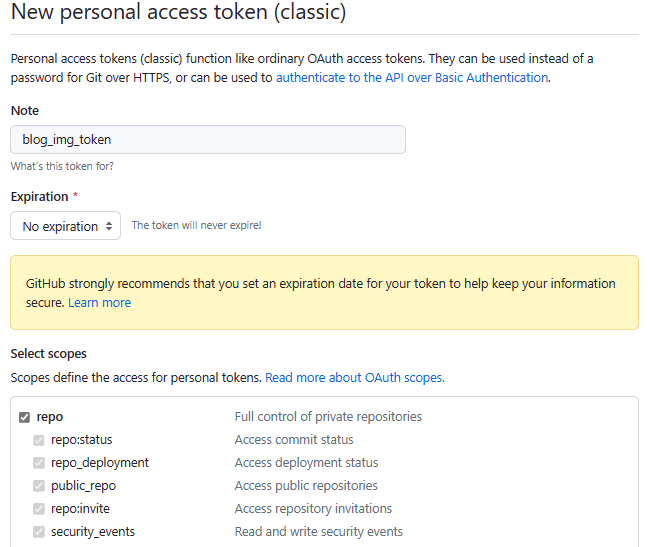 New personal access token (classic)
Personal access tokens (classic) function like ordinary OAuth access tokens. They can be used instead of a
password for Git over HTTPS, or can be used to authenticate to the API over Basic Authentication.
Note
blog_img_token
What's this token for?
Expiration *
No expiration The token will never expire!
GitHub strongly recommends that you set an expiration date for your token to help keep your information
secure. Learn more
Select scopes
Scopes define the access for personal tokens. Read more about OAuth scopes.
repo Full control of private repositories
repo:status Access commit status
repo_deployment Access deployment status
public_repo Access public repositories
repo:invite Access repository invitations
security_events Read and write security events